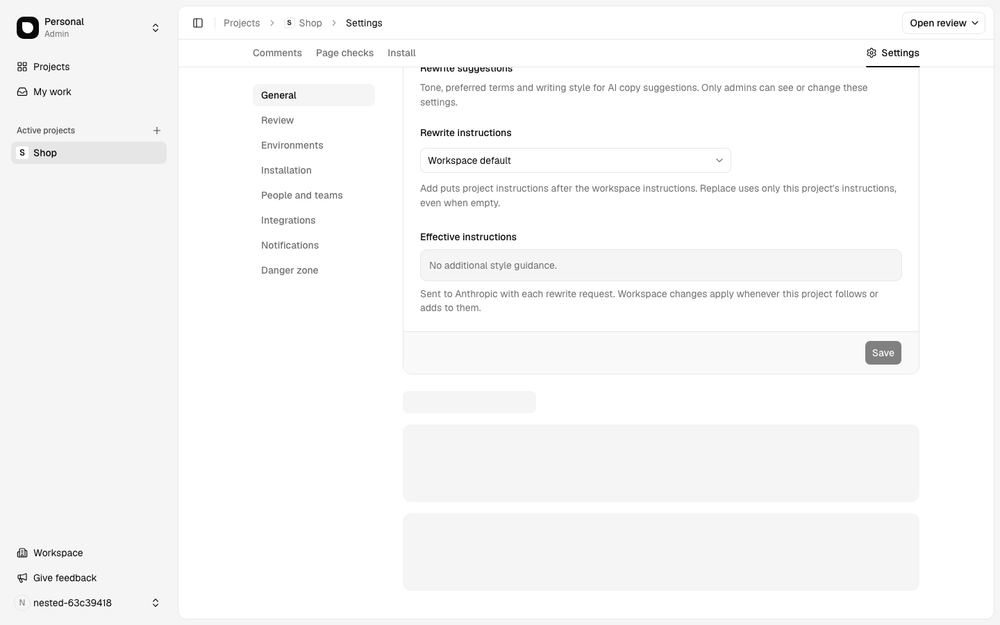 Personal
Admin
Projects
My work
Active projects
S Shop
Workspace
Give feedback
N nested-63c39418
Projects S Shop Settings
Open review
Comments Page checks Install Settings
General
Review
Environments
Installation
People and teams
Integrations
Notifications
Danger zone
Rewrite suggestions
Tone, preferred terms and writing style for AI copy suggestions. Only admins can see or change these
settings.
Rewrite instructions
Workspace default
Add puts project instructions after the workspace instructions. Replace uses only this project's instructions,
even when empty.
Effective instructions
No additional style guidance.
Sent to Anthropic with each rewrite request. Workspace changes apply whenever this project follows or
adds to them.
Save